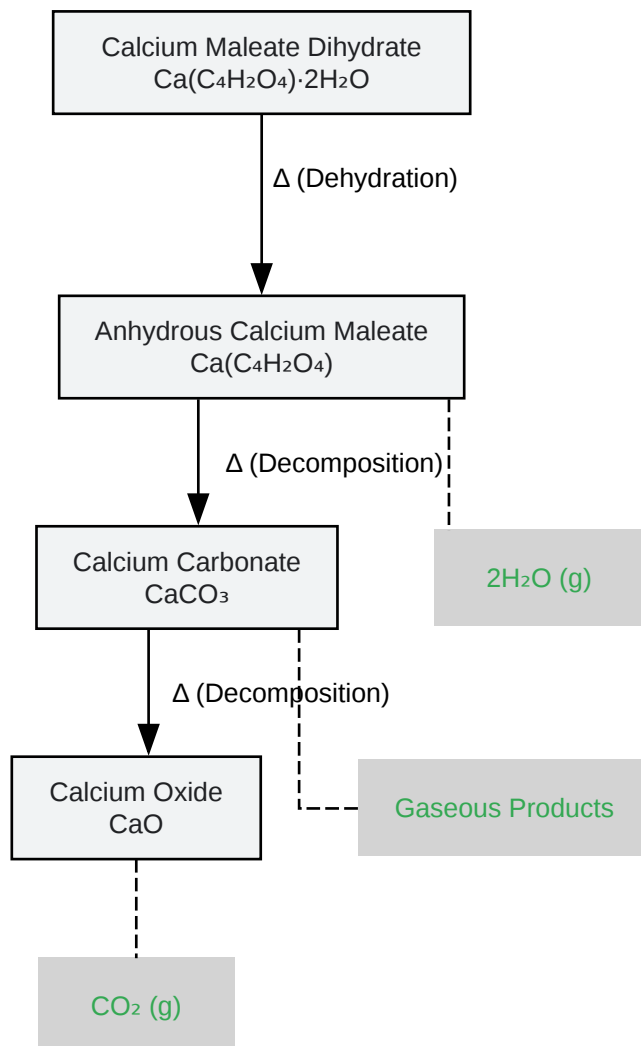 Calcium Maleate Dihydrate
Ca(C₄H₂O₄)·2H₂O
Δ (Dehydration)
Anhydrous Calcium Maleate
Ca(C₄H₂O₄)
Δ (Decomposition)
Calcium Carbonate
CaCO₃
2H₂O (g)
Δ (Decomposition)
Calcium Oxide
CaO
Gaseous Products
CO₂ (g)